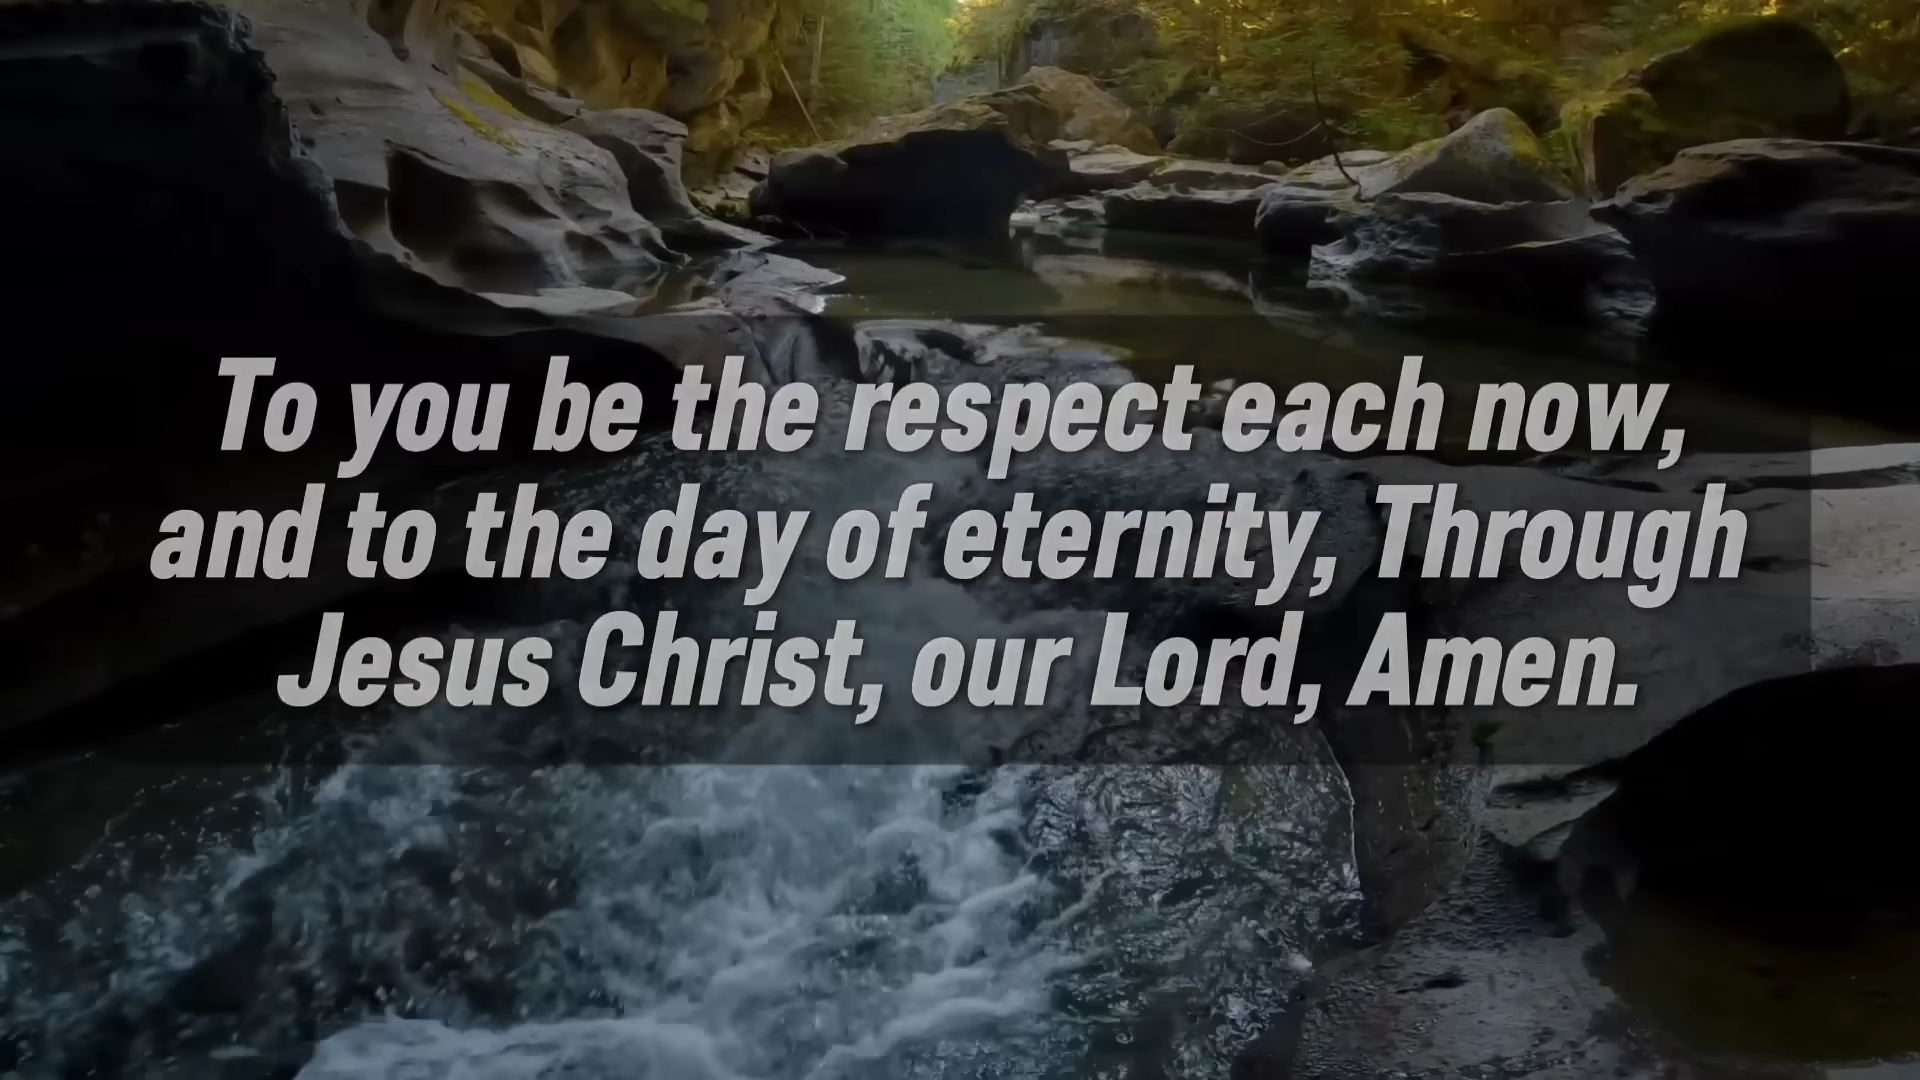 To you be the respect each now,
and to the day of eternity, Through
Jesus Christ, our Lord, Amen.